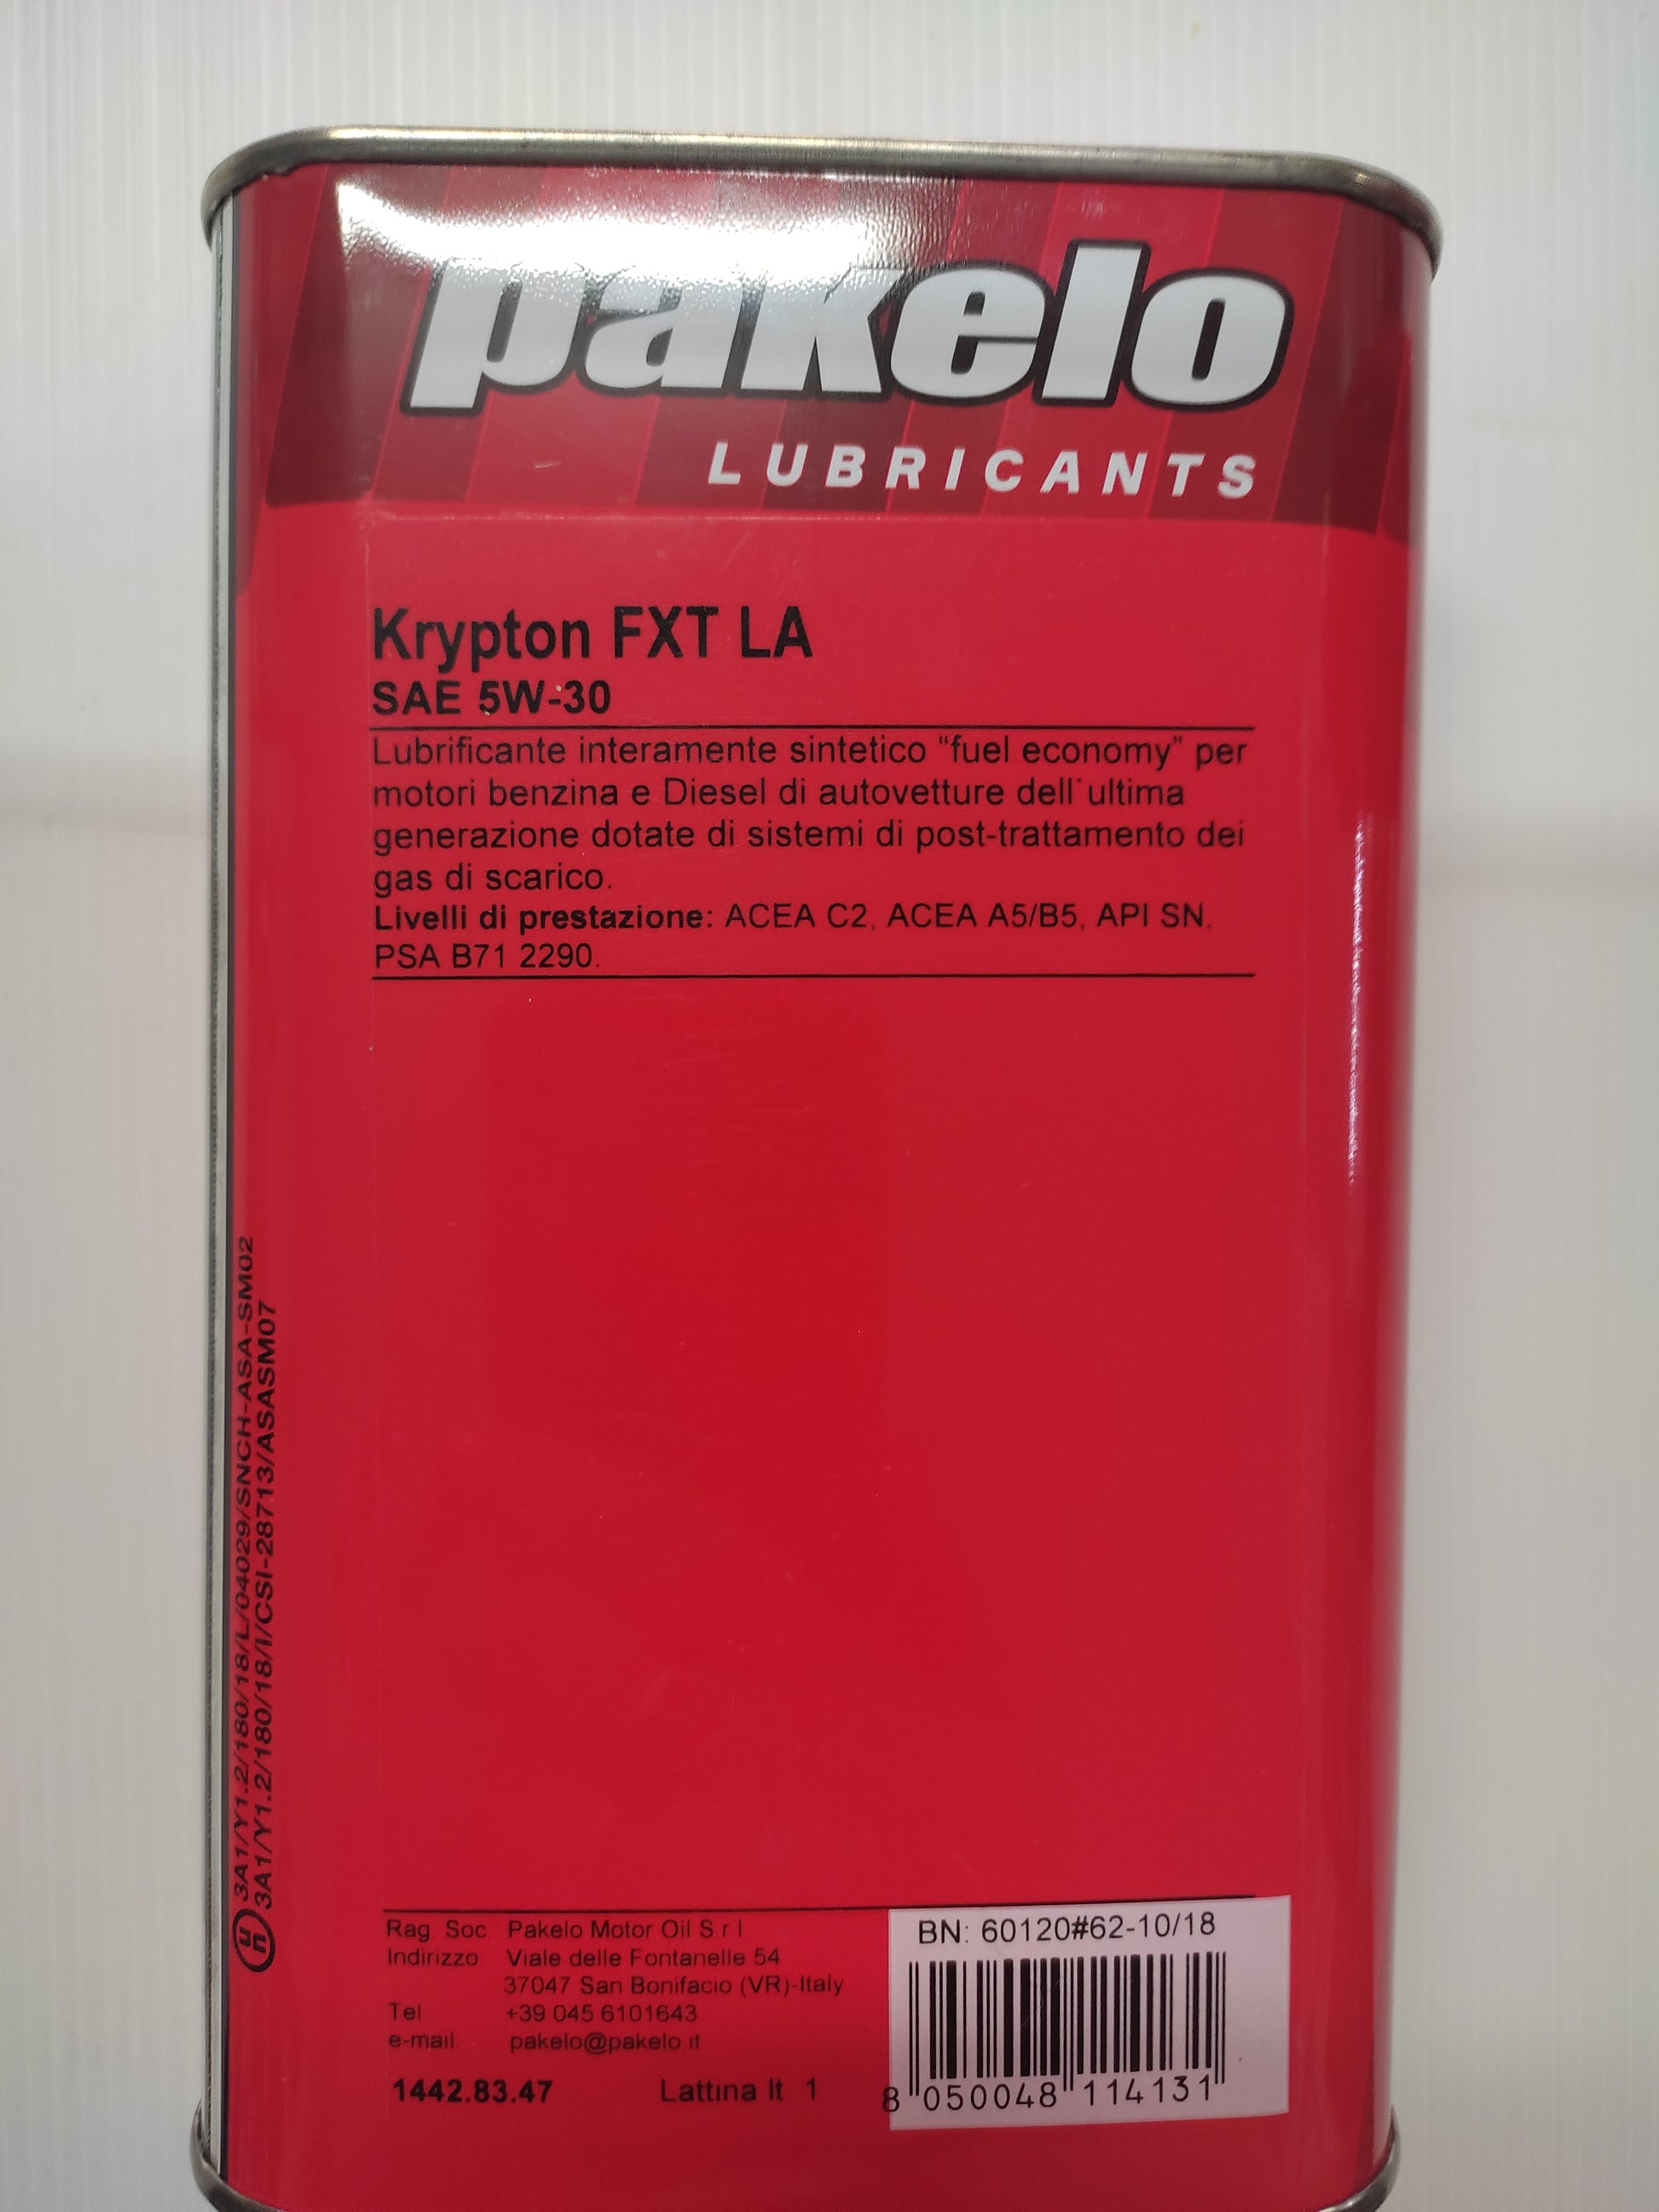 pakelo
LUBRICANTS
Krypton FXT LA
SAE 5W-30
Lubrificante interamente sintetico “fuel economy” per
motori benzina e Diesel di autovetture dell'ultima
generazione dotate di sistemi di post-trattamento dei
gas di scarico.
Livelli di prestazione: ACEA C2, ACEA A5/B5, API SN,
PSA B71 2290.
3A1/Y1.2/180/18/L/04029/SNCH-ASA-SM02
3A1/Y1.2/180/18/I/CSI-28713/ASASM07
Rag. Soc. Pakelo Motor Oil S.r.l.
Indirizzo: Viale delle Fontanelle 54
37047 San Bonifacio (VR)-Italy
Tel +39 045 6101643
e-mail pakelo@pakelo.it
1442.83.47 Lattina lt. 1
BN: 60120#62-10/18
8 050048 114131